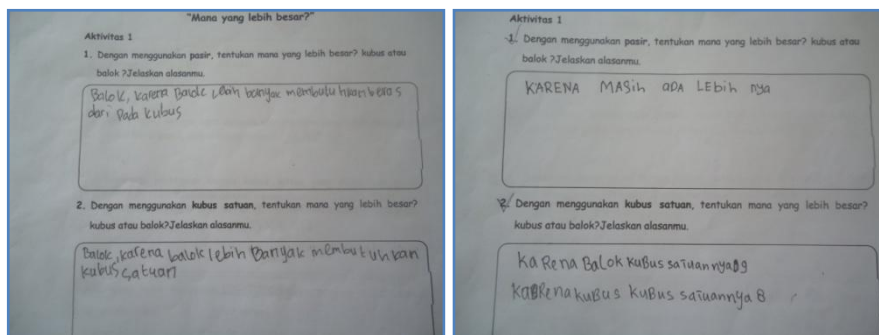 "Mana yang lebih besar?"
Aktivitas 1
1. Dengan menggunakan pasir, tentukan mana yang lebih besar? kubus atau
balok ?Jelaskan alasanmu.
Balok, karena Balok Lebih banyak membutuhkan beras
dari Pada kubus
2. Dengan menggunakan kubus satuan, tentukan mana yang lebih besar?
kubus atau balok?Jelaskan alasanmu.
Balok, karena balok lebih Banyak membutuhkan
kubus satuan
Aktivitas 1
1. Dengan menggunakan pasir, tentukan mana yang lebih besar? kubus atau
balok ?Jelaskan alasanmu.
KARENA MASih aDA LEbih nya
2. Dengan menggunakan kubus satuan, tentukan mana yang lebih besar?
kubus atau balok?Jelaskan alasanmu.
KaRena BaLok KuBus satuannya 9
KaRena kuBus KuBus satuannya 8